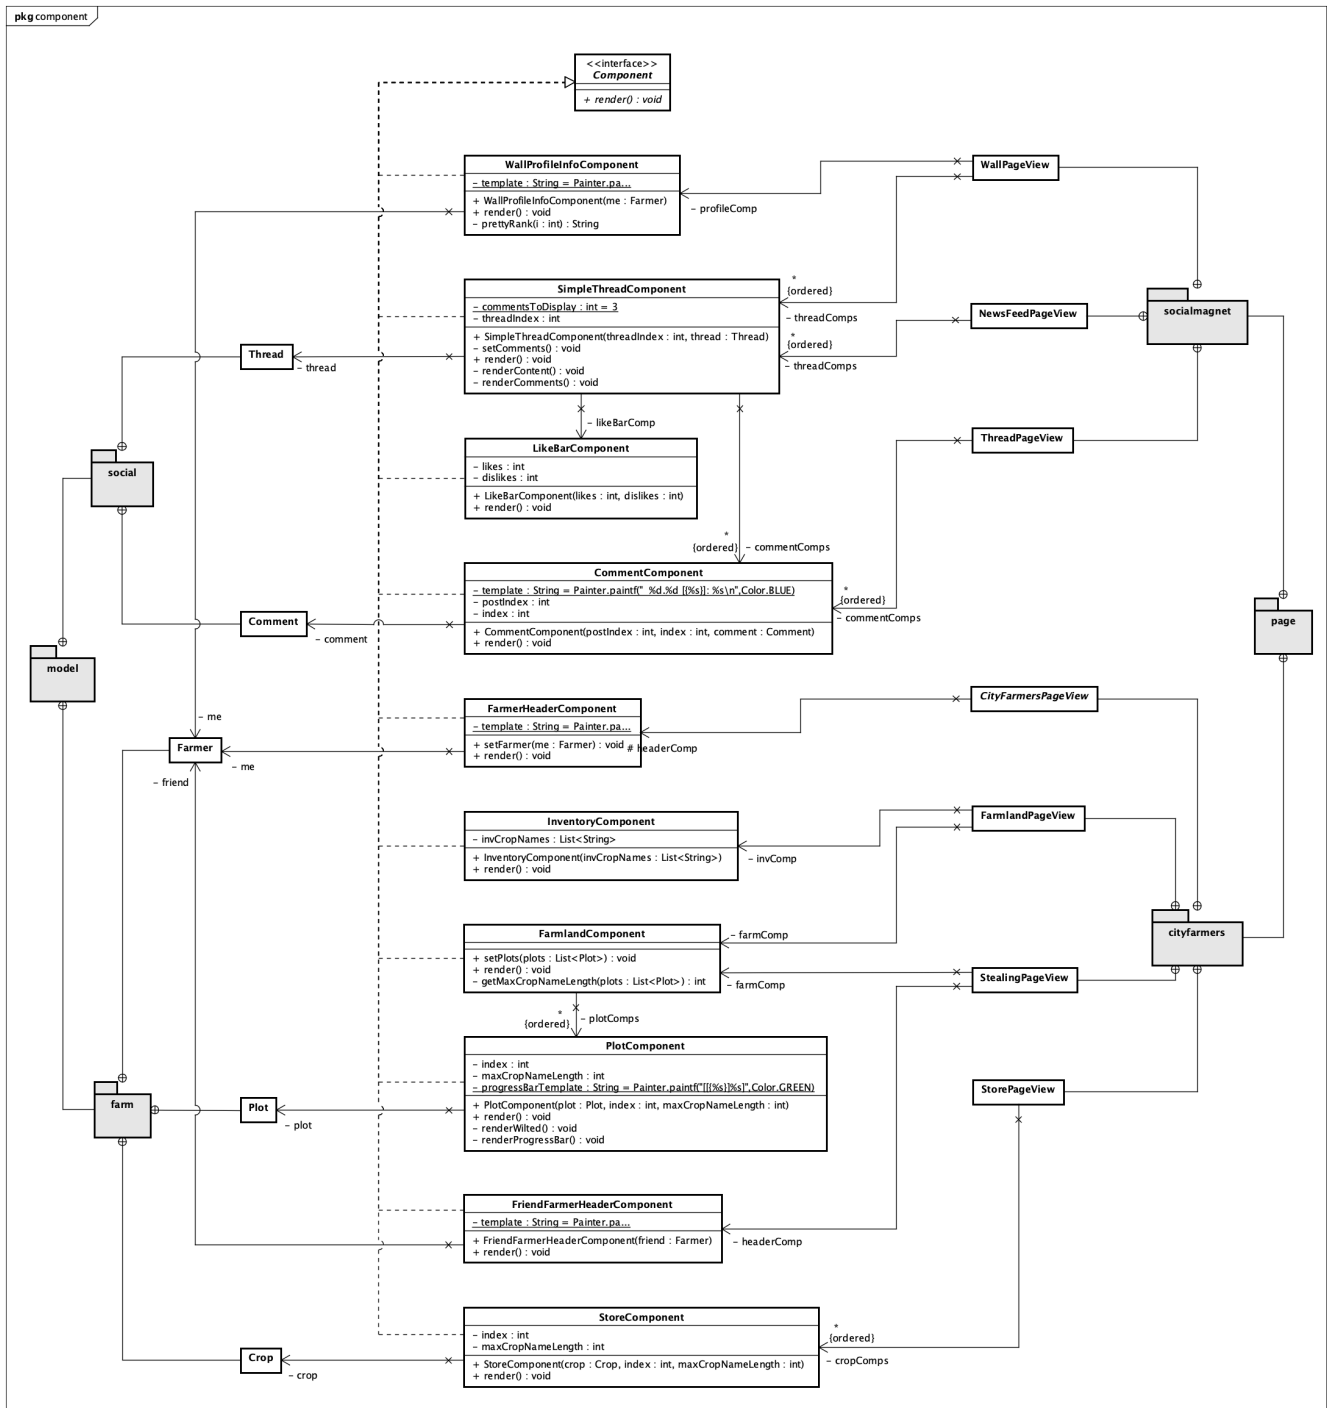 pkg component
<<interface>>
Component
+ render() : void
WallProfileInfoComponent
– template : String = Painter.pa...
+ WallProfileInfoComponent(me : Farmer)
+ render() : void
– prettyRank(i : int) : String
– profileComp
WallPageView
SimpleThreadComponent
– commentsToDisplay : int = 3
– threadIndex : int
+ SimpleThreadComponent(threadIndex : int, thread : Thread)
– setComments() : void
+ render() : void
– renderContent() : void
– renderComments() : void
*
{ordered}
– threadComps
*
{ordered}
– threadComps
NewsFeedPageView
socialmagnet
Thread
– thread
– likeBarComp
ThreadPageView
LikeBarComponent
– likes : int
– dislikes : int
+ LikeBarComponent(likes : int, dislikes : int)
+ render() : void
social
*
{ordered}
– commentComps
CommentComponent
– template : String = Painter.paintf("  %d.%d [{%s}]: %s\n",Color.BLUE)
– postIndex : int
– index : int
+ CommentComponent(postIndex : int, index : int, comment : Comment)
+ render() : void
*
{ordered}
– commentComps
Comment
– comment
page
model
FarmerHeaderComponent
– template : String = Painter.pa...
+ setFarmer(me : Farmer) : void
+ render() : void
# headerComp
CityFarmersPageView
– me
Farmer
– me
– friend
InventoryComponent
– invCropNames : List<String>
+ InventoryComponent(invCropNames : List<String>)
+ render() : void
– invComp
FarmlandPageView
FarmlandComponent
+ setPlots(plots : List<Plot>) : void
+ render() : void
– getMaxCropNameLength(plots : List<Plot>) : int
– farmComp
– farmComp
cityfarmers
StealingPageView
*
{ordered}
– plotComps
PlotComponent
– index : int
– maxCropNameLength : int
– progressBarTemplate : String = Painter.paintf("[[{%s}]%s]",Color.GREEN)
+ PlotComponent(plot : Plot, index : int, maxCropNameLength : int)
+ render() : void
– renderWilted() : void
– renderProgressBar() : void
StorePageView
farm
Plot
– plot
FriendFarmerHeaderComponent
– template : String = Painter.pa...
+ FriendFarmerHeaderComponent(friend : Farmer)
+ render() : void
– headerComp
StoreComponent
– index : int
– maxCropNameLength : int
+ StoreComponent(crop : Crop, index : int, maxCropNameLength : int)
+ render() : void
*
{ordered}
– cropComps
Crop
– crop